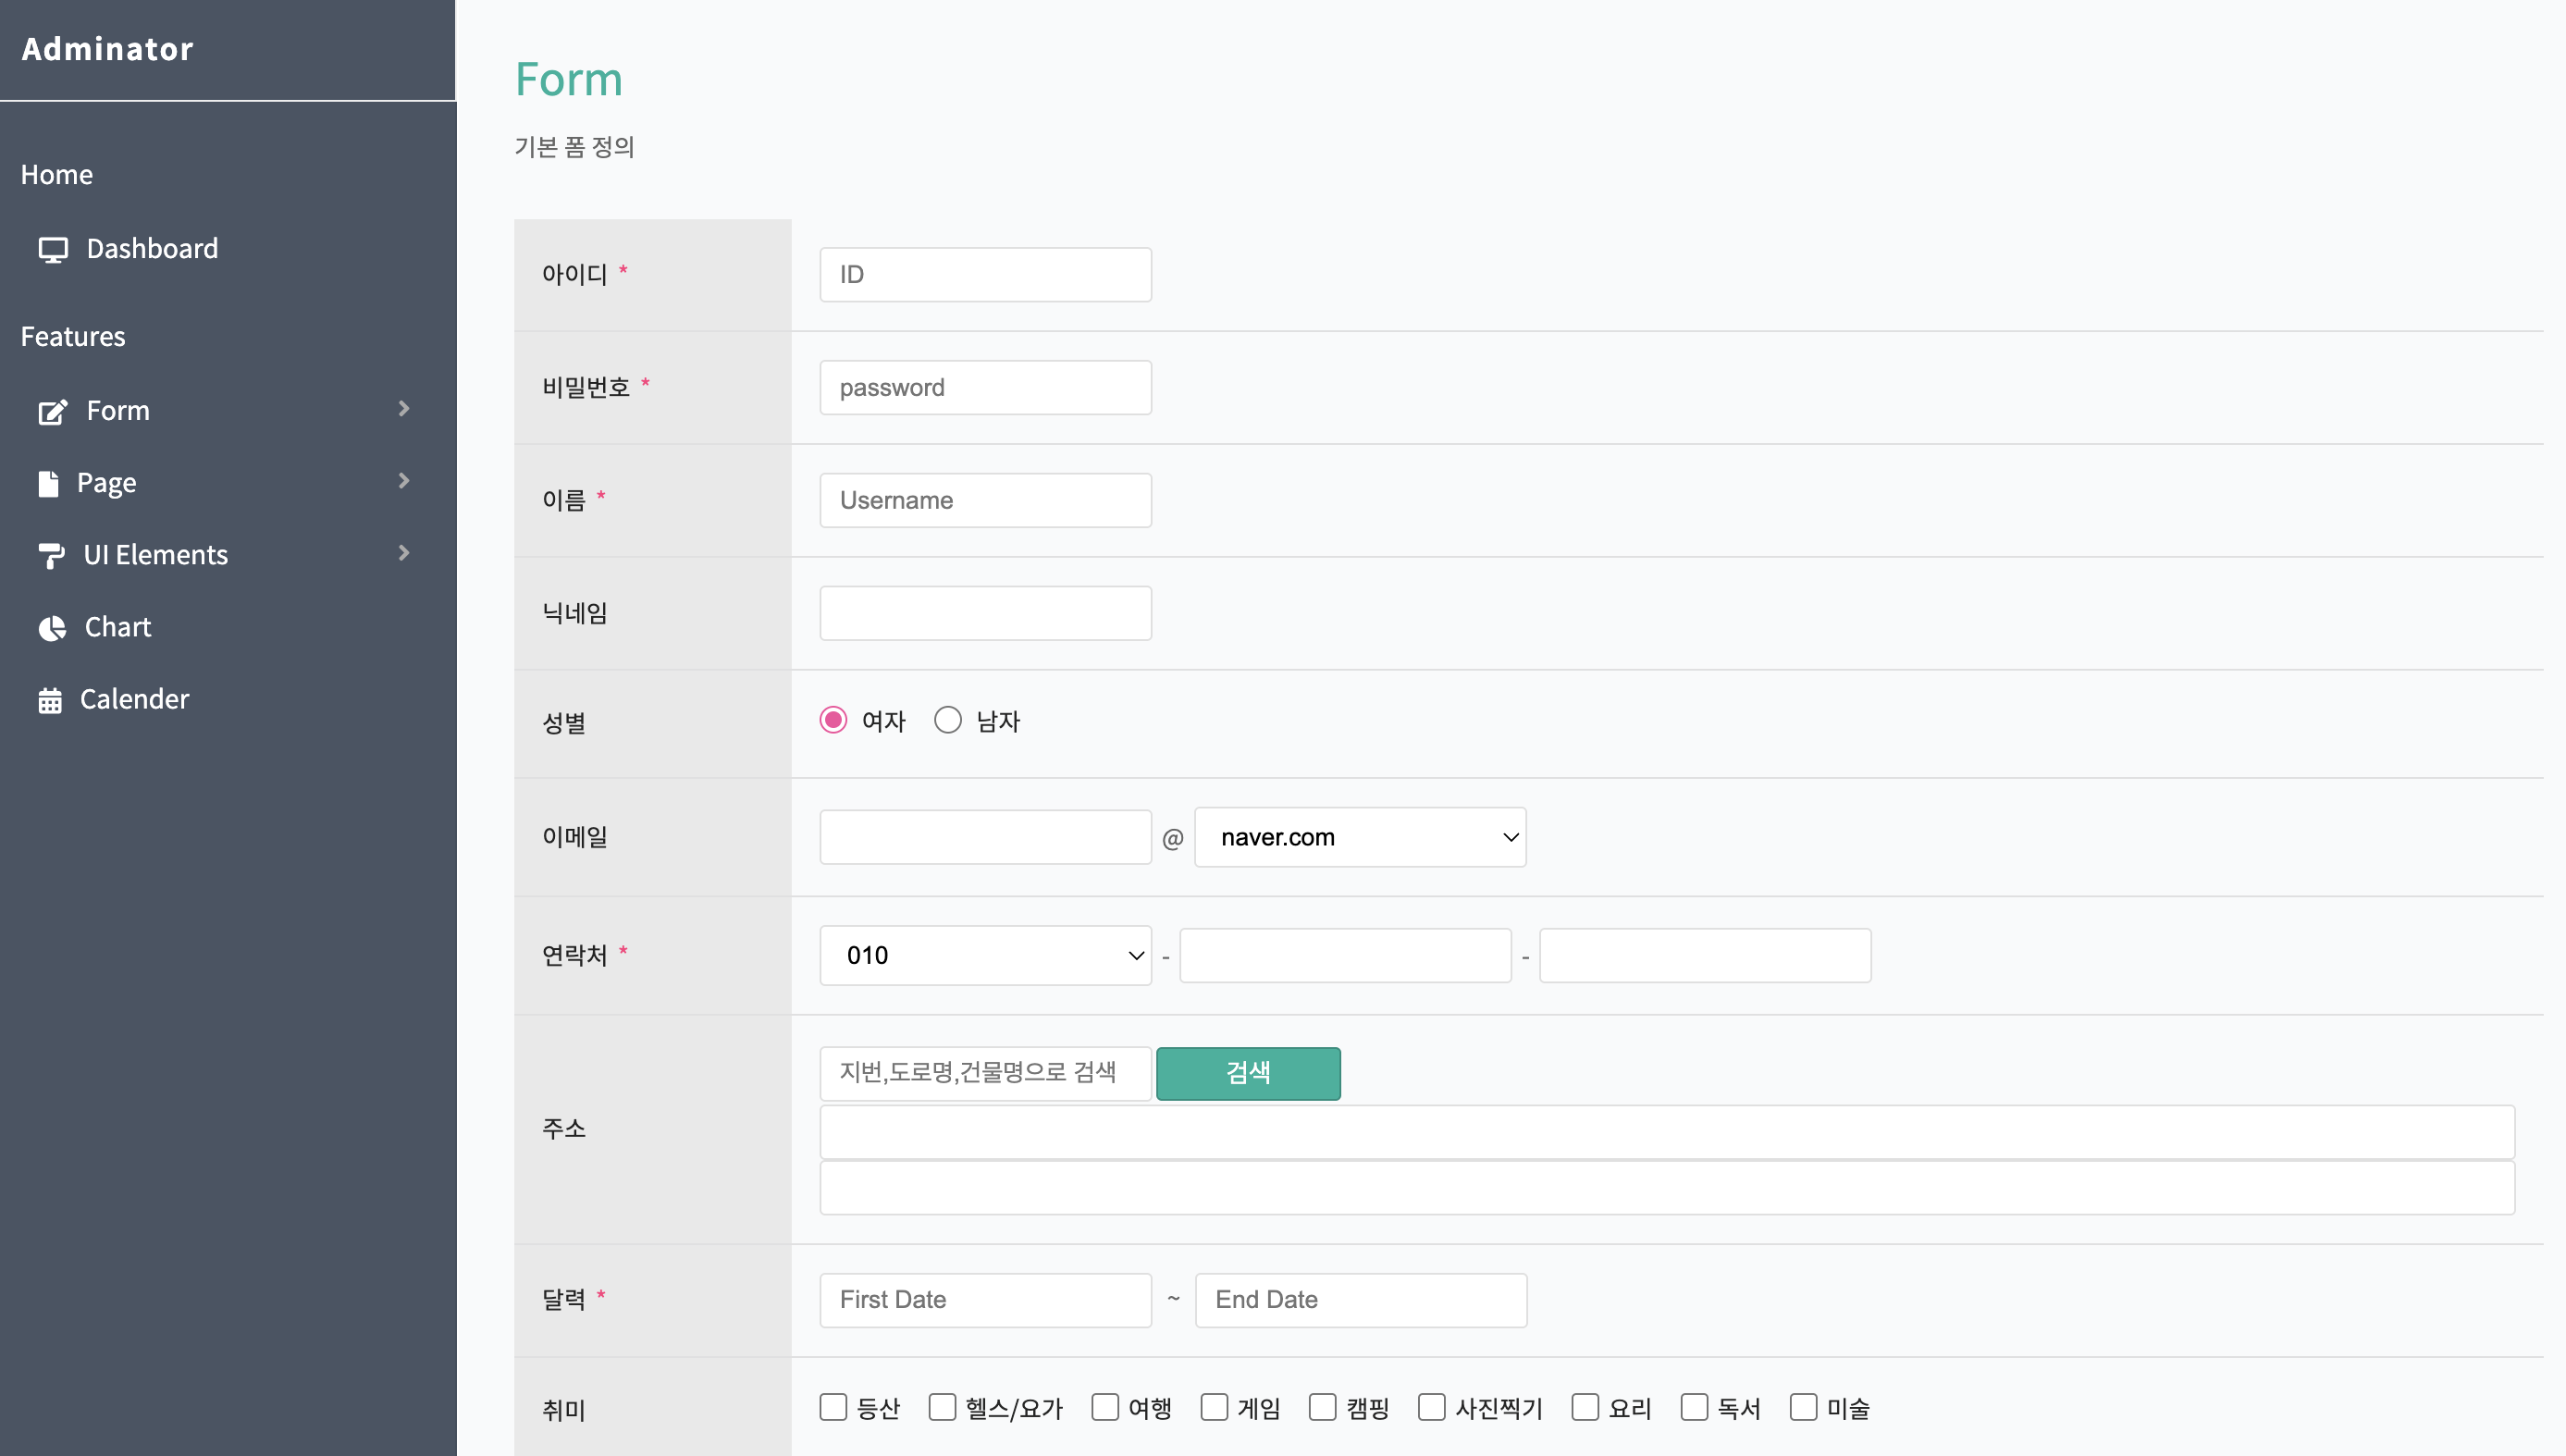 Adminator
Home
Dashboard
Features
Form
Page
UI Elements
Chart
Calender
Form
기본 폼 정의
아이디 *
ID
비밀번호 *
password
이름 *
Username
닉네임
성별
여자 남자
이메일
@ naver.com
연락처 *
010 - -
주소
지번,도로명,건물명으로 검색 검색
달력 *
First Date ~ End Date
취미
등산 헬스/요가 여행 게임 캠핑 사진찍기 요리 독서 미술